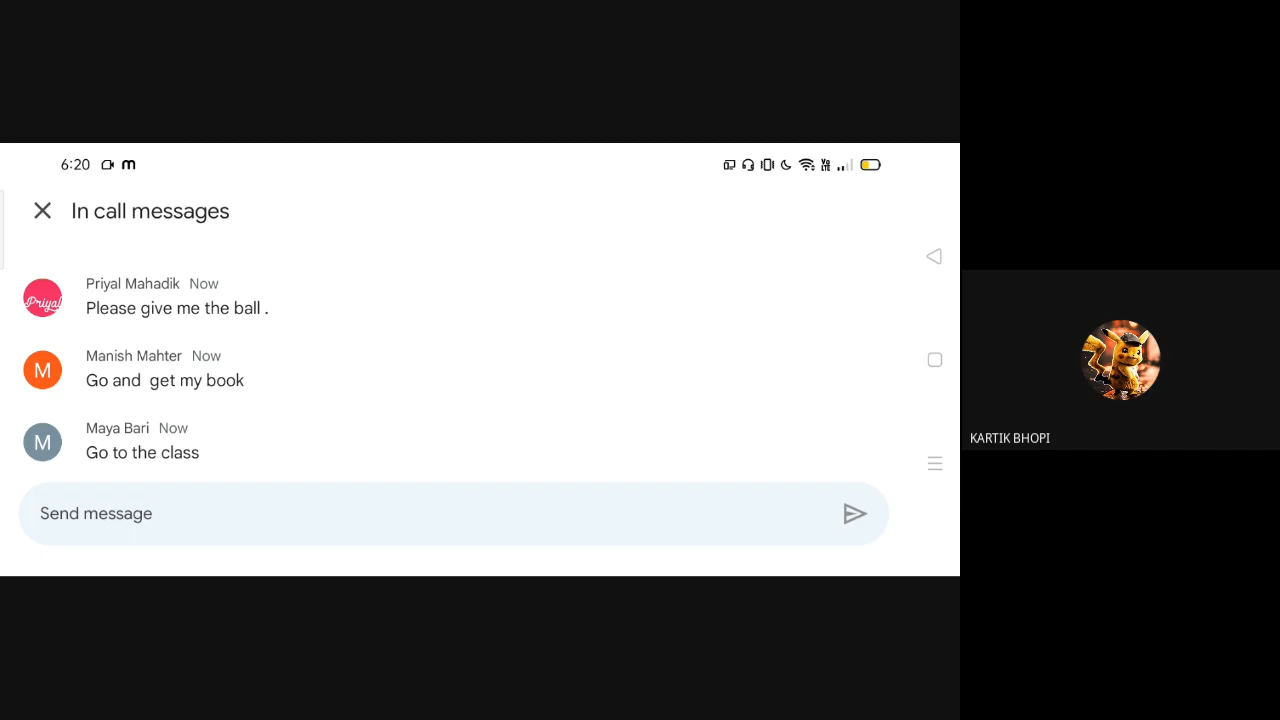 6:20 m
In call messages
Priyal
Priyal Mahadik Now
Please give me the ball .
M
Manish Mahter Now
Go and  get my book
M
Maya Bari Now
Go to the class
Send message
KARTIK BHOPI